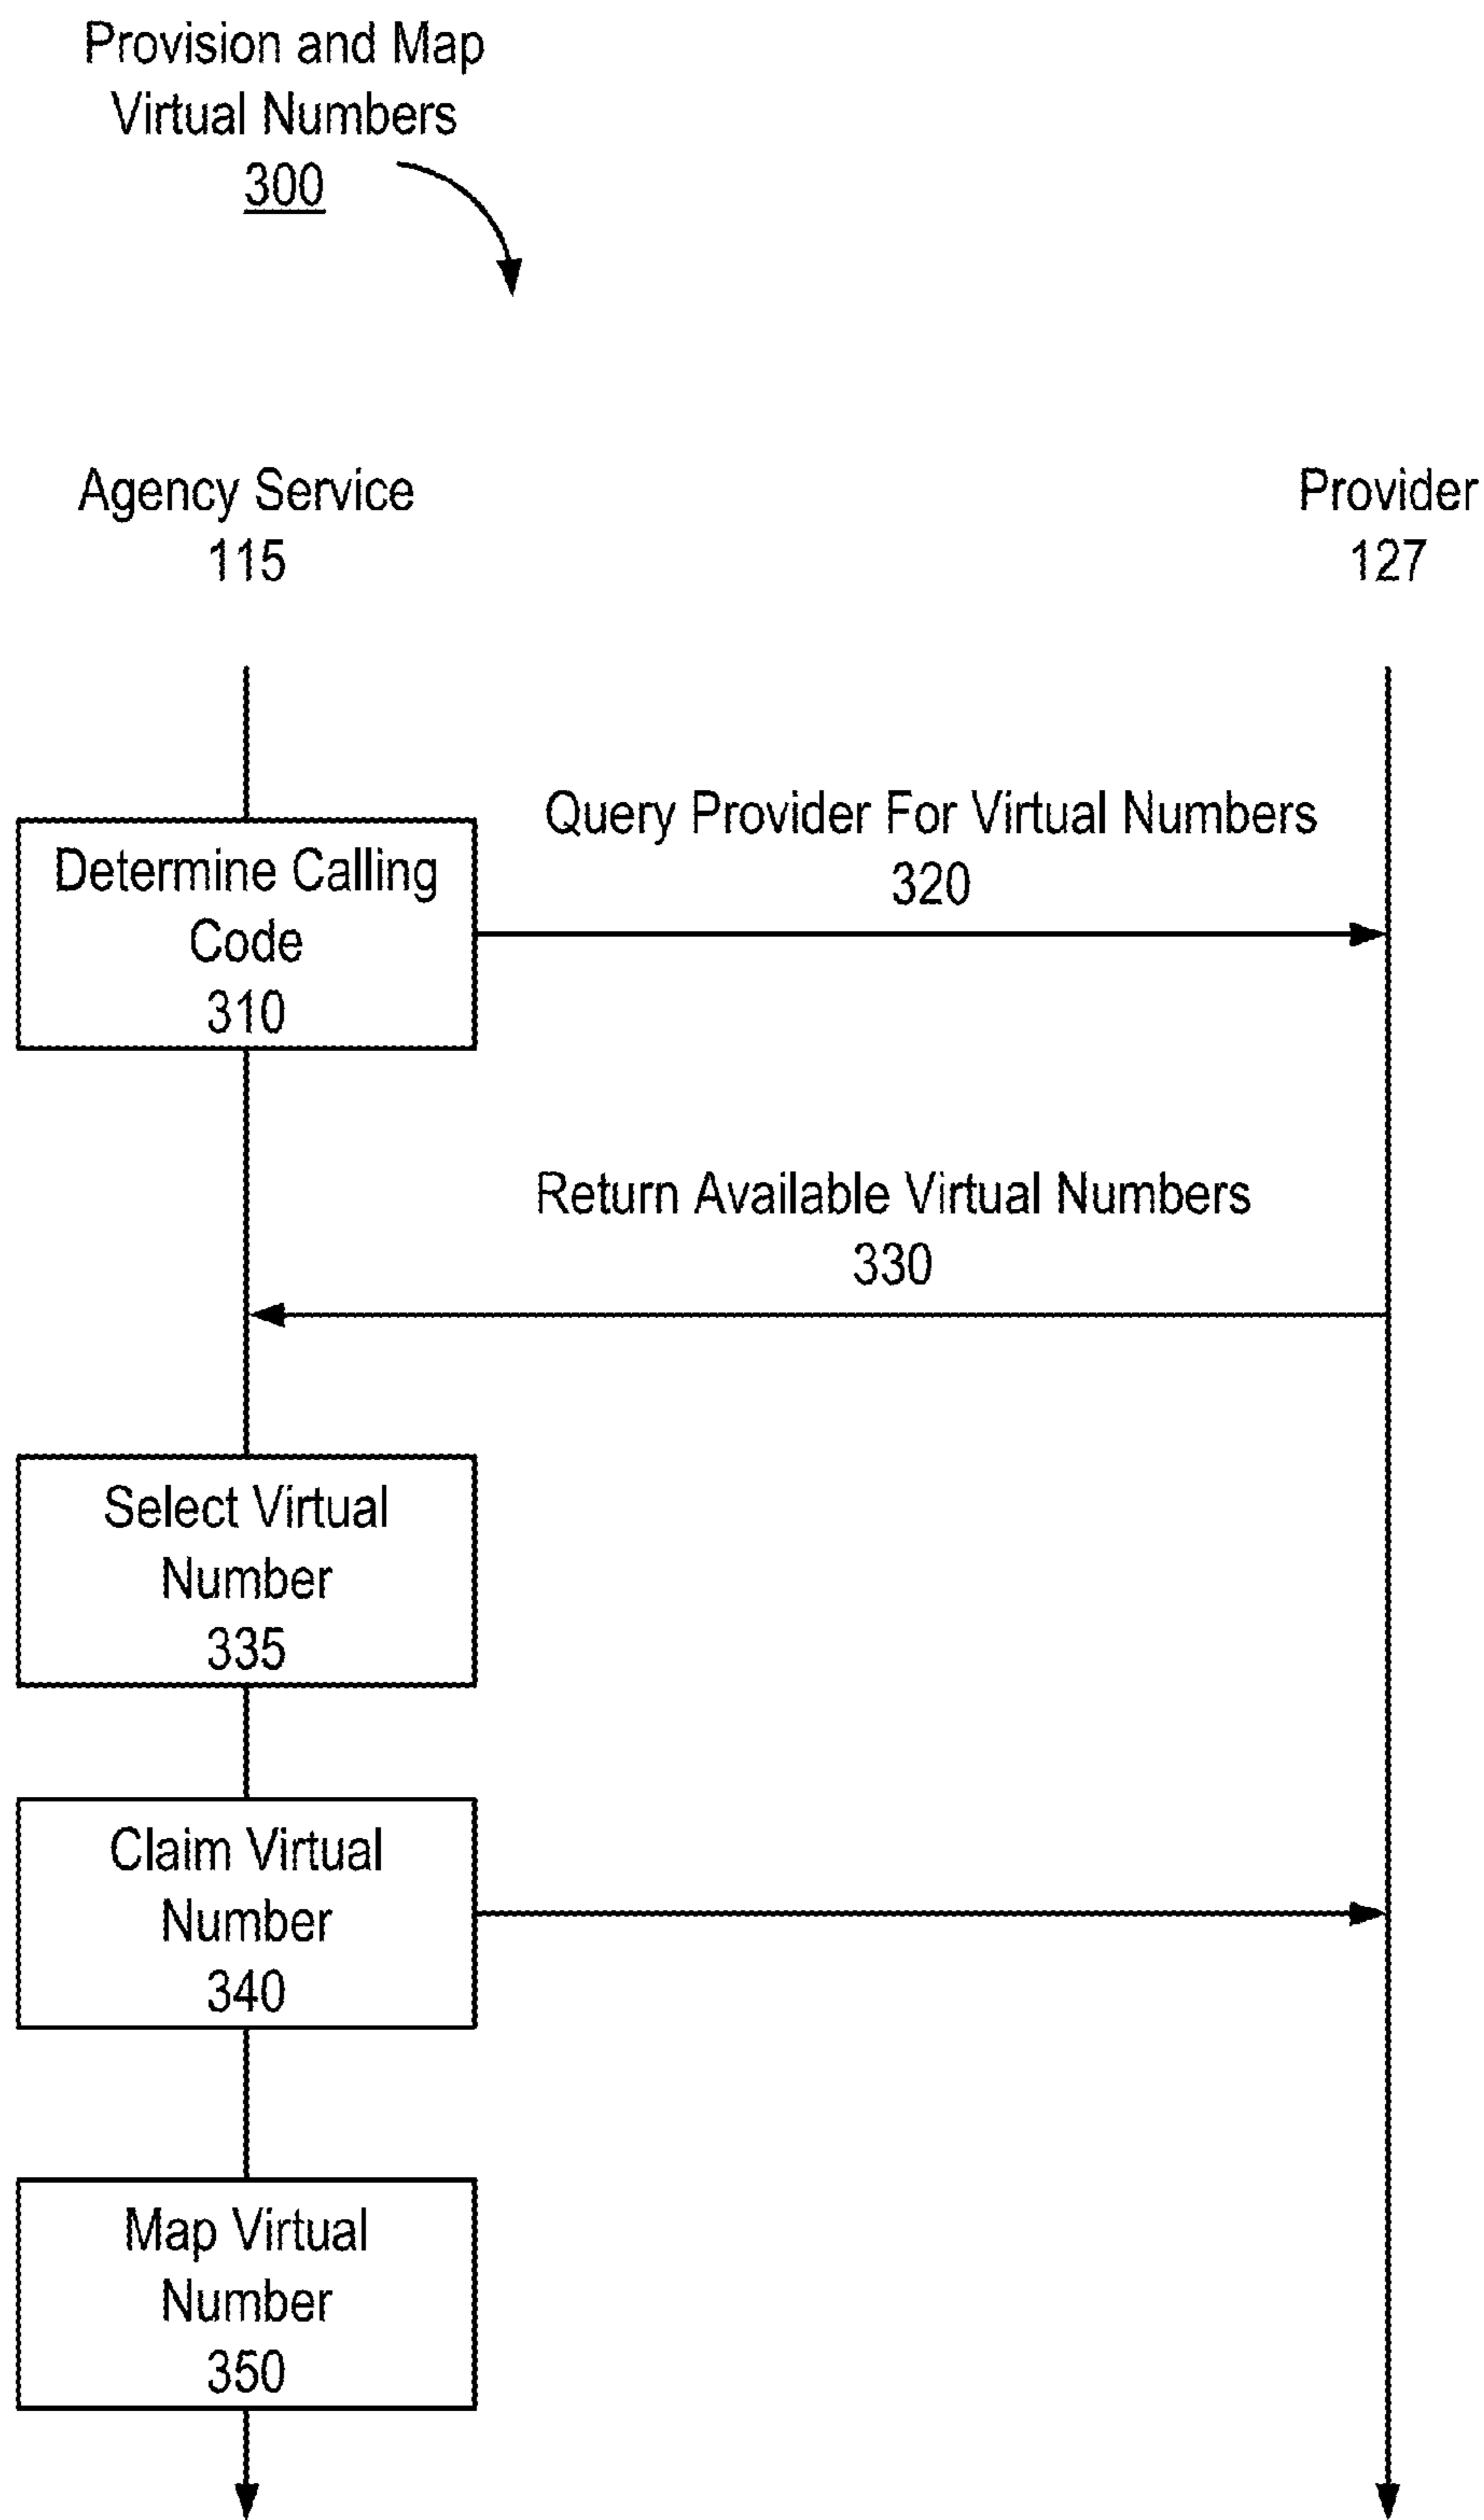 Provision and Map
Virtual Numbers
300
Agency Service
115
Provider
127
Query Provider For Virtual Numbers
320
Determine Calling
Code
310
Return Available Virtual Numbers
330
Select Virtual
Number
335
Claim Virtual
Number
340
Map Virtual
Number
350